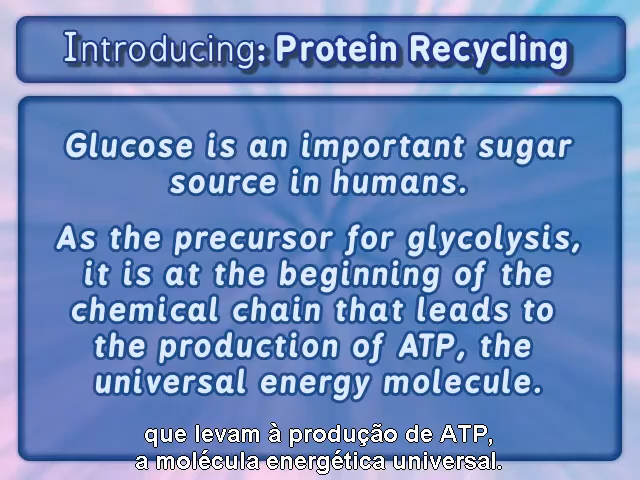 Introducing: Protein Recycling
Glucose is an important sugar
source in humans.
As the precursor for glycolysis,
it is at the beginning of the
chemical chain that leads to
the production of ATP, the
universal energy molecule.
que levam à produção de ATP,
a molécula energética universal.